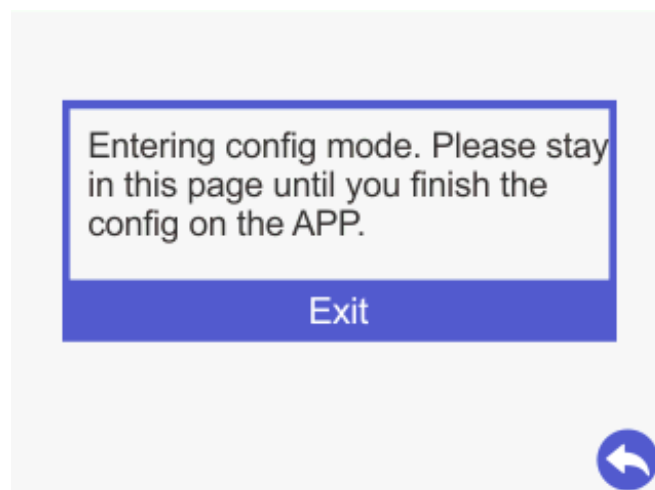 Entering config mode. Please stay
in this page until you finish the
config on the APP.
Exit